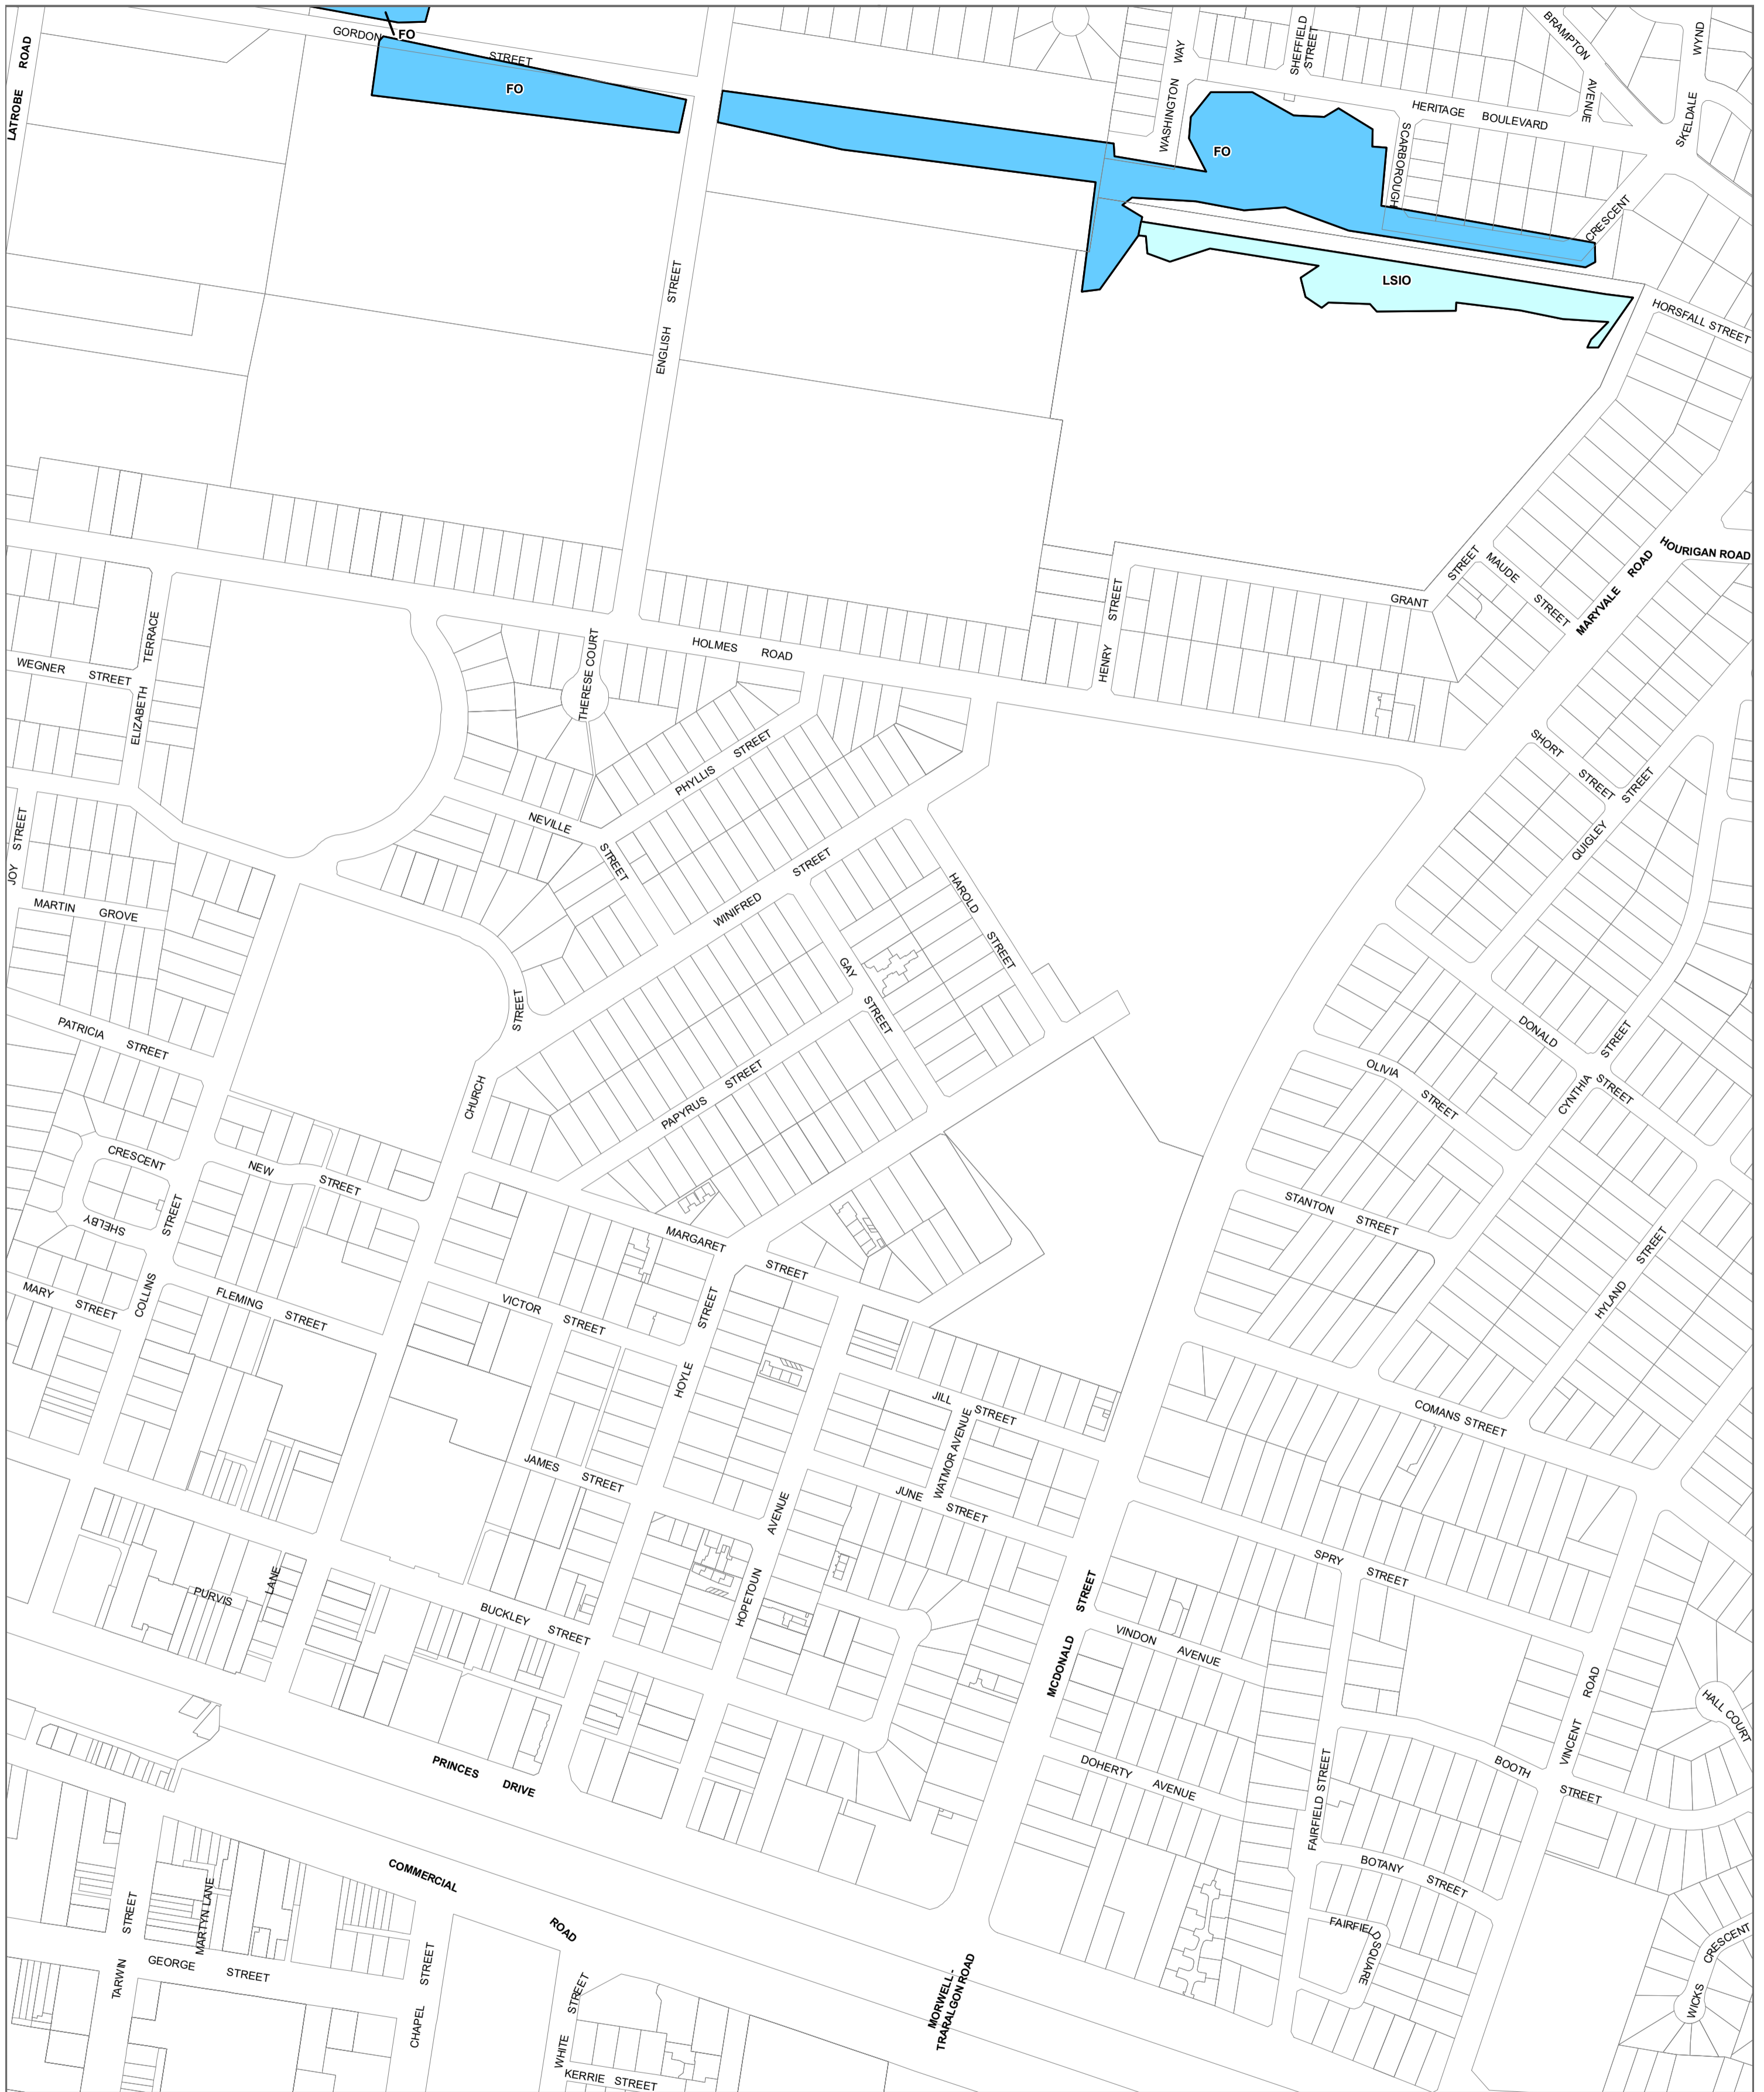 LATROBE ROAD
GORDON STREET
FO
FO
WASHINGTON WAY
SHEFFIELD
STREET
BRAMPTON AVENUE
WYND
SKELDALE
HERITAGE BOULEVARD
FO
SCARBOROUGH
CRESCENT
LSIO
HORSFALL STREET
ENGLISH STREET
HOURIGAN ROAD
MARYVALE ROAD
MAUDE STREET
GRANT STREET
HENRY STREET
HOLMES ROAD
THERESE COURT
WEGNER STREET
ELIZABETH TERRACE
PHYLLIS STREET
NEVILLE STREET
SHORT STREET
QUIGLEY STREET
JOY STREET
MARTIN GROVE
WINIFRED STREET
HAROLD STREET
GAY STREET
PATRICIA STREET
CHURCH STREET
PAPYRUS STREET
DONALD STREET
OLIVIA STREET
CYNTHIA STREET
CRESCENT
SHELBY
NEW STREET
COLLINS STREET
MARGARET STREET
STANTON STREET
HYLAND STREET
MARY STREET
FLEMING STREET
VICTOR STREET
HOYLE STREET
JILL STREET
WATMOR AVENUE
COMANS STREET
JAMES STREET
JUNE STREET
HOPETOUN AVENUE
SPRY STREET
PURVIS LANE
BUCKLEY STREET
MCDONALD STREET
VINDON AVENUE
VINCENT ROAD
HALL COURT
PRINCES DRIVE
DOHERTY AVENUE
FAIRFIELD STREET
BOOTH STREET
COMMERCIAL ROAD
BOTANY STREET
FAIRFIELD SQUARE
TARWIN STREET
MARTYN LANE
GEORGE STREET
CHAPEL STREET
WHITE STREET
KERRIE STREET
MORWELL-
TRARALGON ROAD
WICKS CRESCENT